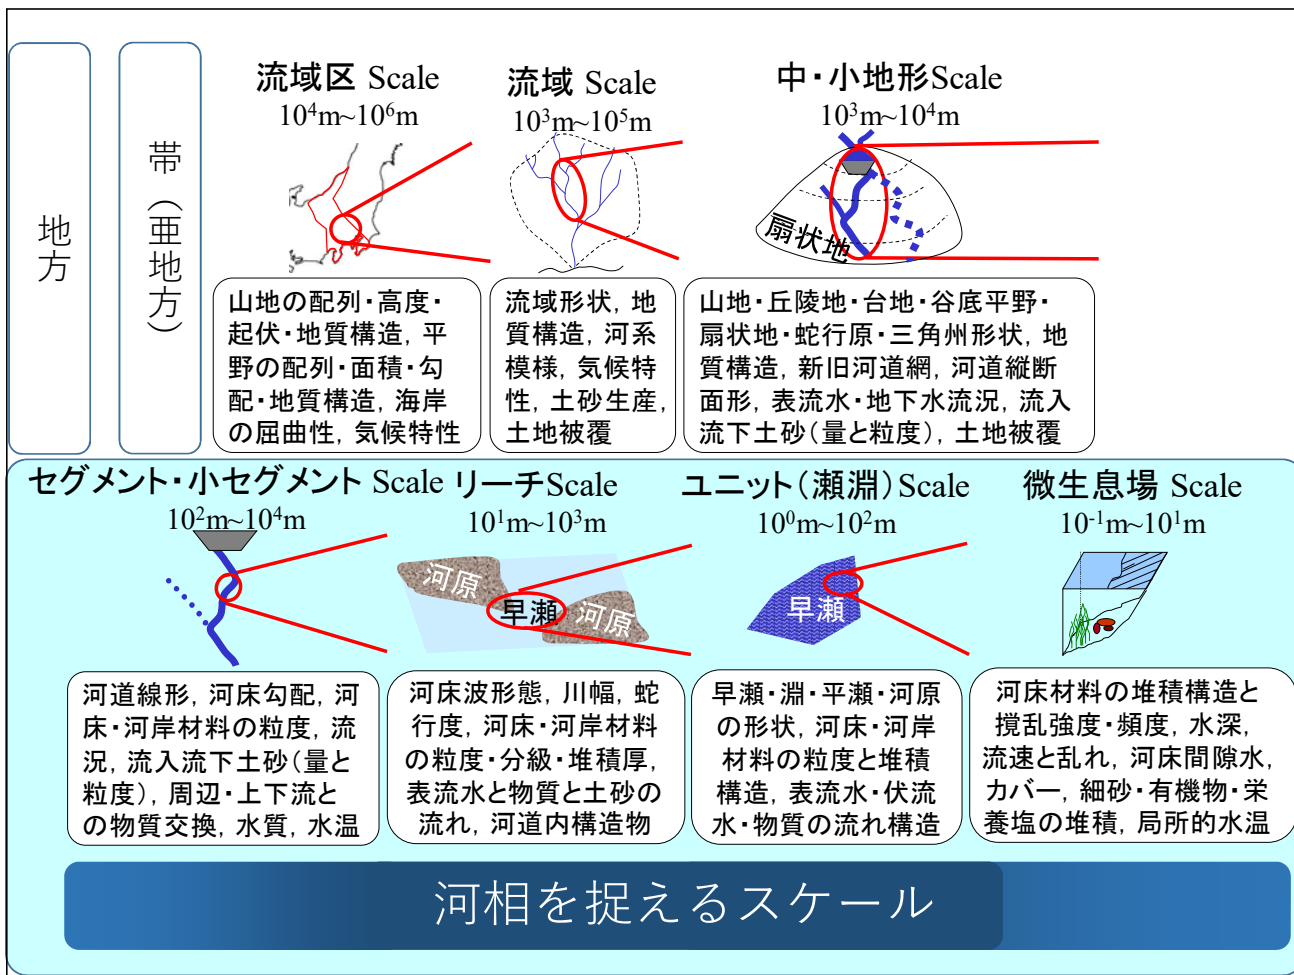 地方
帯（亜地方）
流域区 Scale
10⁴m~10⁶m
流域 Scale
10³m~10⁵m
中・小地形Scale
10³m~10⁴m
扇状地
山地の配列・高度・
起伏・地質構造, 平
野の配列・面積・勾
配・地質構造, 海岸
の屈曲性, 気候特性
流域形状, 地
質構造, 河系
模様, 気候特
性, 土砂生産,
土地被覆
山地・丘陵地・台地・谷底平野・
扇状地・蛇行原・三角州形状, 地
質構造, 新旧河道網, 河道縦断
面形, 表流水・地下水流況, 流入
流下土砂（量と粒度）, 土地被覆
セグメント・小セグメント Scale
10²m~10⁴m
リーチScale
10¹m~10³m
河原
早瀬
河原
ユニット（瀬淵）Scale
10⁰m~10²m
早瀬
微生息場 Scale
10⁻¹m~10¹m
河道線形, 河床勾配, 河
床・河岸材料の粒度, 流
況, 流入流下土砂（量と
粒度）, 周辺・上下流と
の物質交換, 水質, 水温
河床波形態, 川幅, 蛇
行度, 河床・河岸材料
の粒度・分級・堆積厚,
表流水と物質と土砂の
流れ, 河道内構造物
早瀬・淵・平瀬・河原
の形状, 河床・河岸
材料の粒度と堆積
構造, 表流水・伏流
水・物質の流れ構造
河床材料の堆積構造と
撹乱強度・頻度, 水深,
流速と乱れ, 河床間隙水,
カバー, 細砂・有機物・栄
養塩の堆積, 局所的水温
河相を捉えるスケール